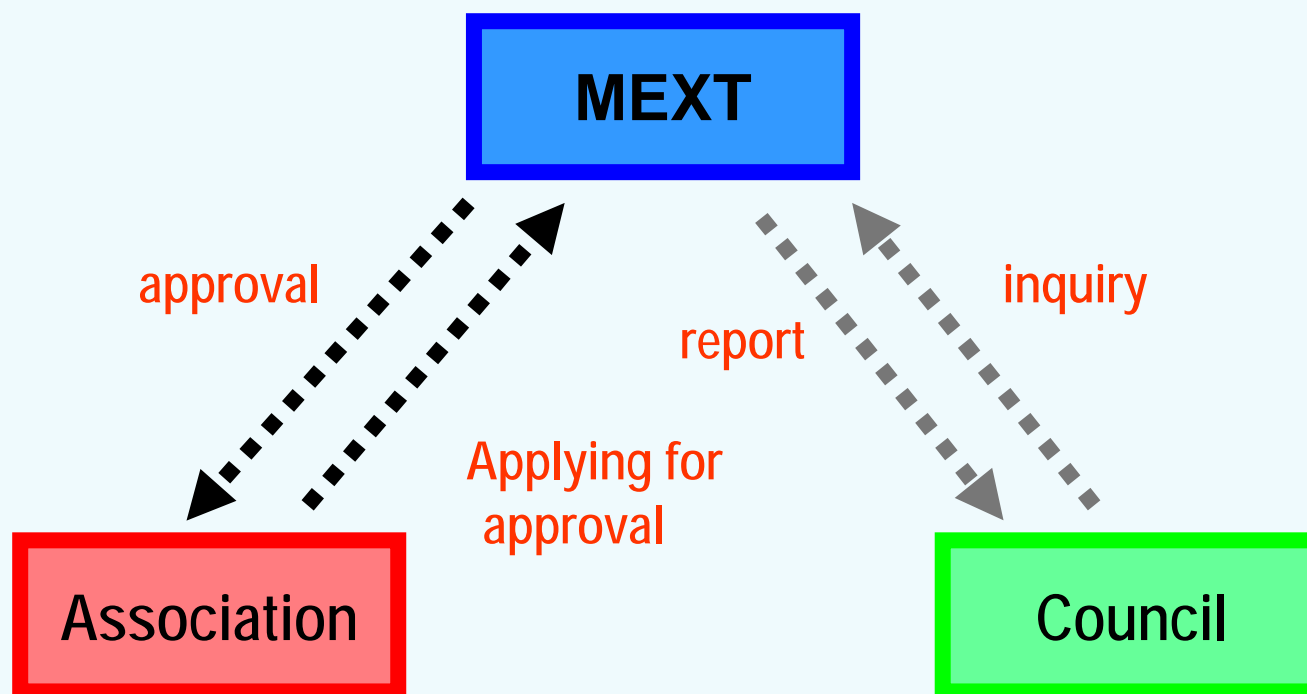 MEXT
approval
inquiry
report
Applying for
approval
Association
Council